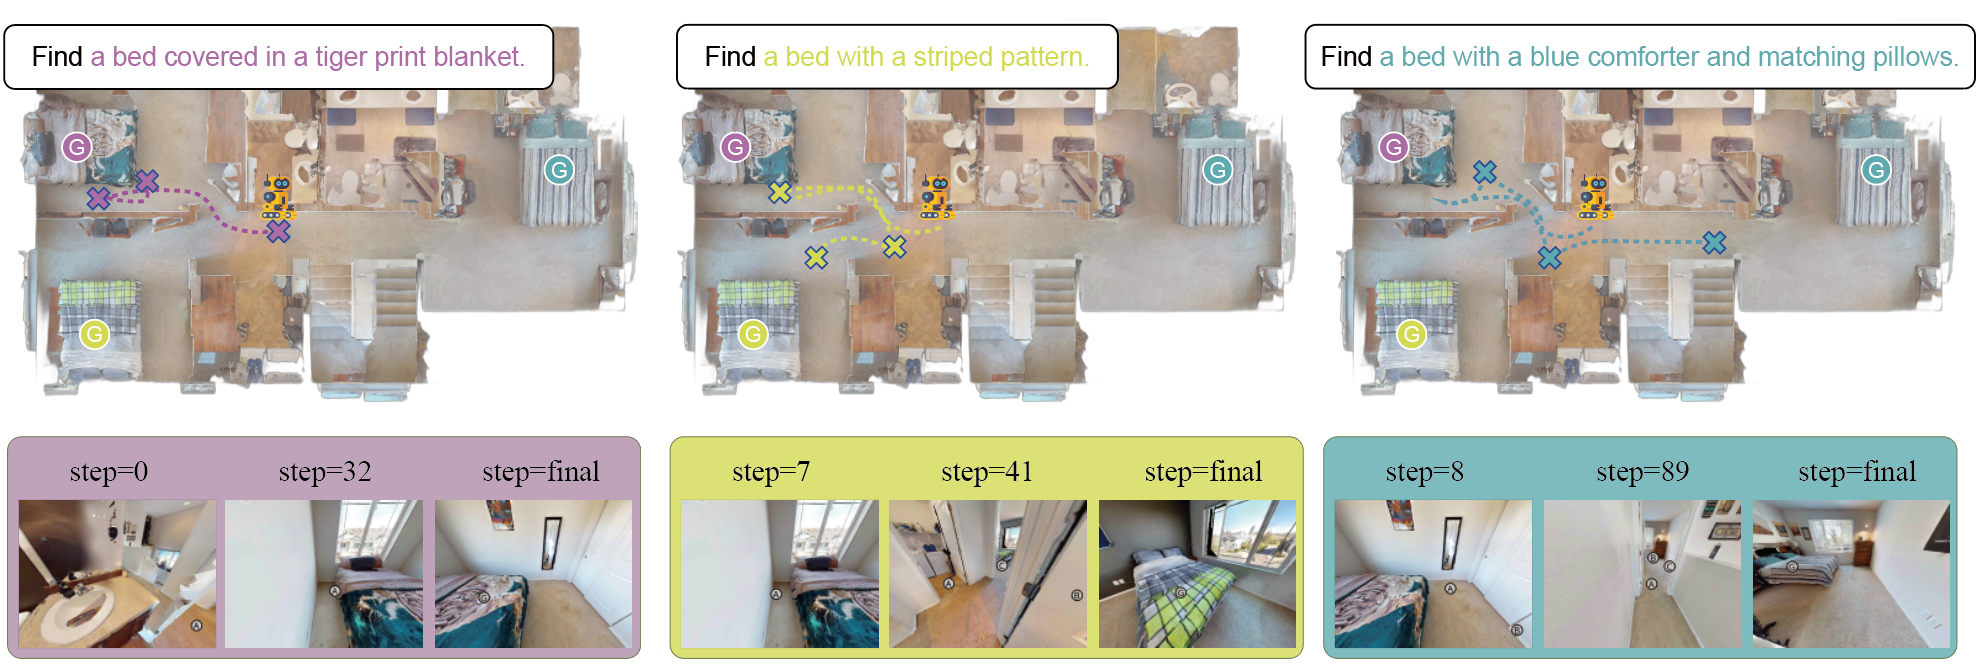 Find a bed covered in a tiger print blanket.
Find a bed with a striped pattern.
Find a bed with a blue comforter and matching pillows.
G
G
G
G
G
G
G
G
G
step=0
step=32
step=final
step=7
step=41
step=final
step=8
step=89
step=final
A
A
G
A
A
C
B
G
A
B
B
C
A
G